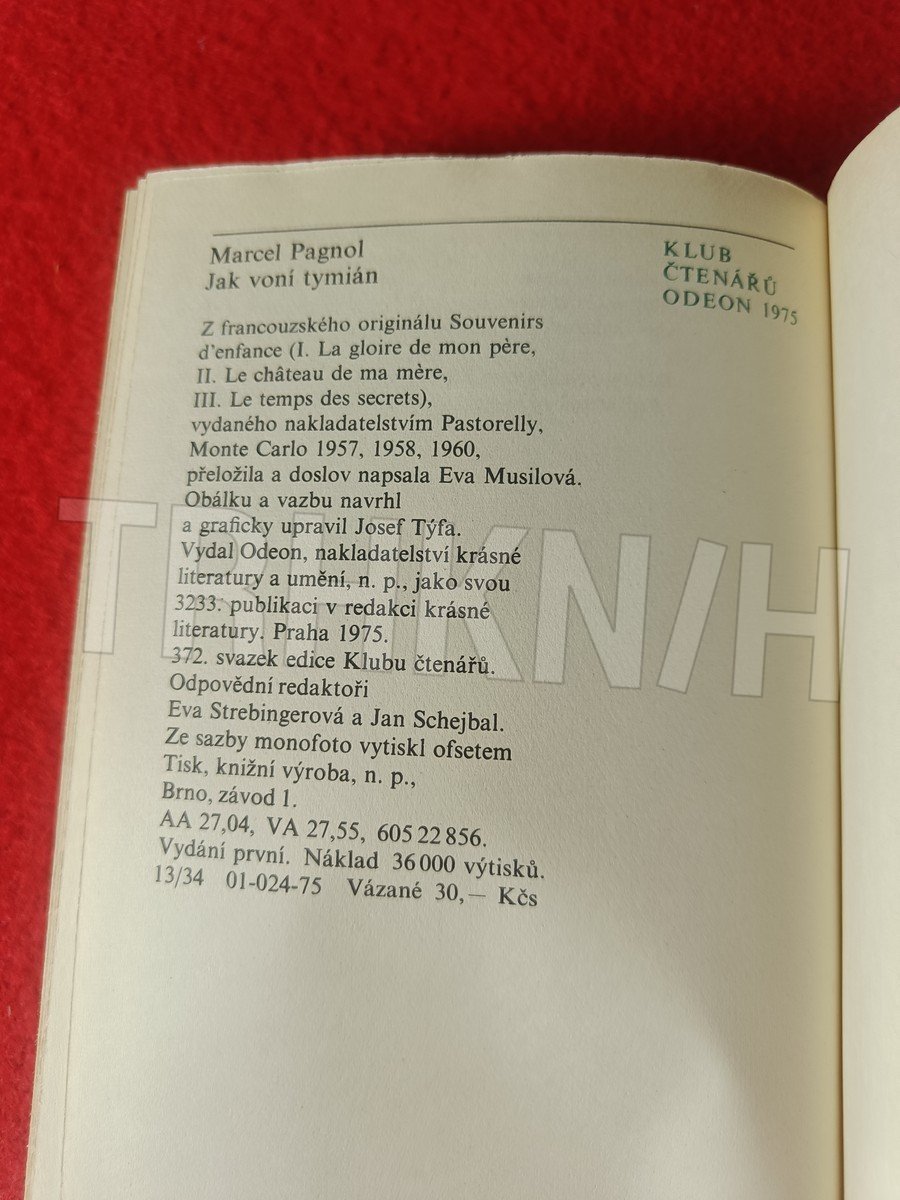 Marcel Pagnol
Jak voní tymián
KLUB
ČTENÁŘŮ
ODEON 1975
Z francouzského originálu Souvenirs
d'enfance (I. La gloire de mon père,
II. Le château de ma mère,
III. Le temps des secrets),
vydaného nakladatelstvím Pastorelly,
Monte Carlo 1957, 1958, 1960,
přeložila a doslov napsala Eva Musilová.
Obálku a vazbu navrhl
a graficky upravil Josef Týfa.
Vydal Odeon, nakladatelství krásné
literatury a umění, n. p., jako svou
3233. publikaci v redakci krásné
literatury. Praha 1975.
372. svazek edice Klubu čtenářů.
Odpovědní redaktoři
Eva Strebingerová a Jan Schejbal.
Ze sazby monofoto vytiskl ofsetem
Tisk, knižní výroba, n. p.,
Brno, závod 1.
AA 27,04, VA 27,55, 605 22 856.
Vydání první. Náklad 36 000 výtisků.
13/34 01-024-75 Vázané 30,— Kčs